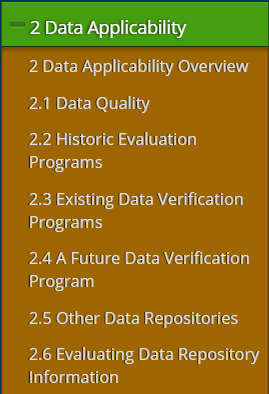 2 Data Applicability
2 Data Applicability Overview
2.1 Data Quality
2.2 Historic Evaluation
Programs
2.3 Existing Data Verification
Programs
2.4 A Future Data Verification
Program
2.5 Other Data Repositories
2.6 Evaluating Data Repository
Information